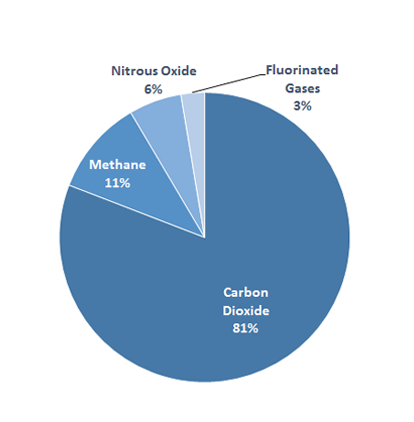 Nitrous Oxide
6%
Fluorinated
Gases
3%
Methane
11%
Carbon
Dioxide
81%